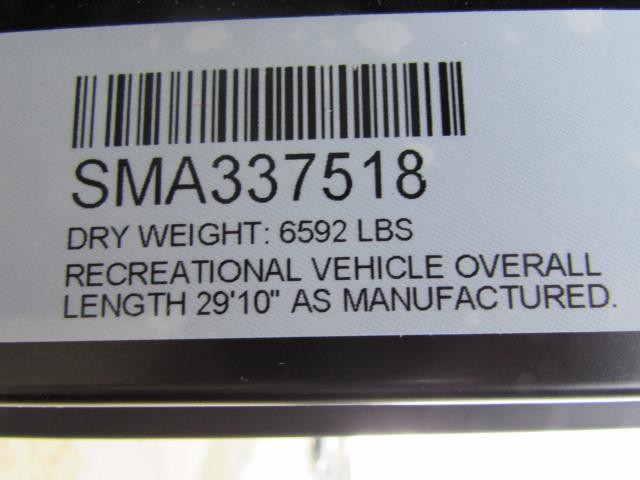 SMA337518
DRY WEIGHT: 6592 LBS
RECREATIONAL VEHICLE OVERALL
LENGTH 29'10" AS MANUFACTURED.